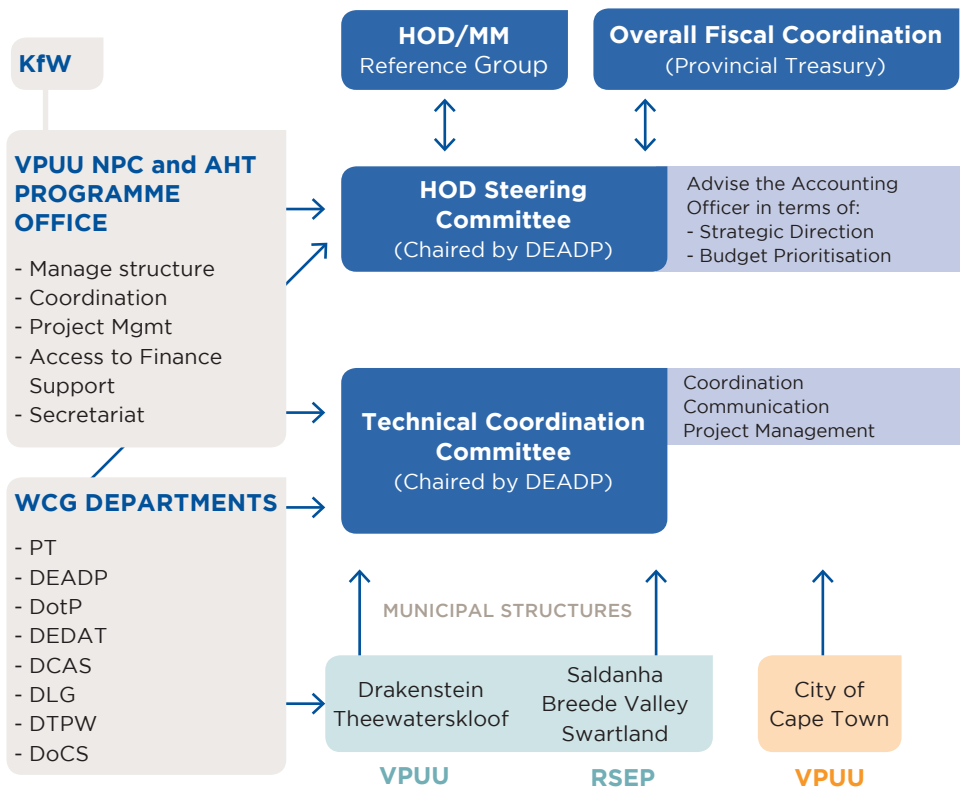 KfW
VPUU NPC and AHT
PROGRAMME
OFFICE
- Manage structure
- Coordination
- Project Mgmt
- Access to Finance
Support
- Secretariat
WCG DEPARTMENTS
- PT
- DEADP
- DotP
- DEDAT
- DCAS
- DLG
- DTPW
- DoCS
HOD/MM
Reference Group
Overall Fiscal Coordination
(Provincial Treasury)
HOD Steering
Committee
(Chaired by DEADP)
Advise the Accounting
Officer in terms of:
- Strategic Direction
- Budget Prioritisation
Technical Coordination
Committee
(Chaired by DEADP)
Coordination
Communication
Project Management
MUNICIPAL STRUCTURES
Drakenstein
Theewaterskloof
VPUU
Saldanha
Breede Valley
Swartland
RSEP
City of
Cape Town
VPUU